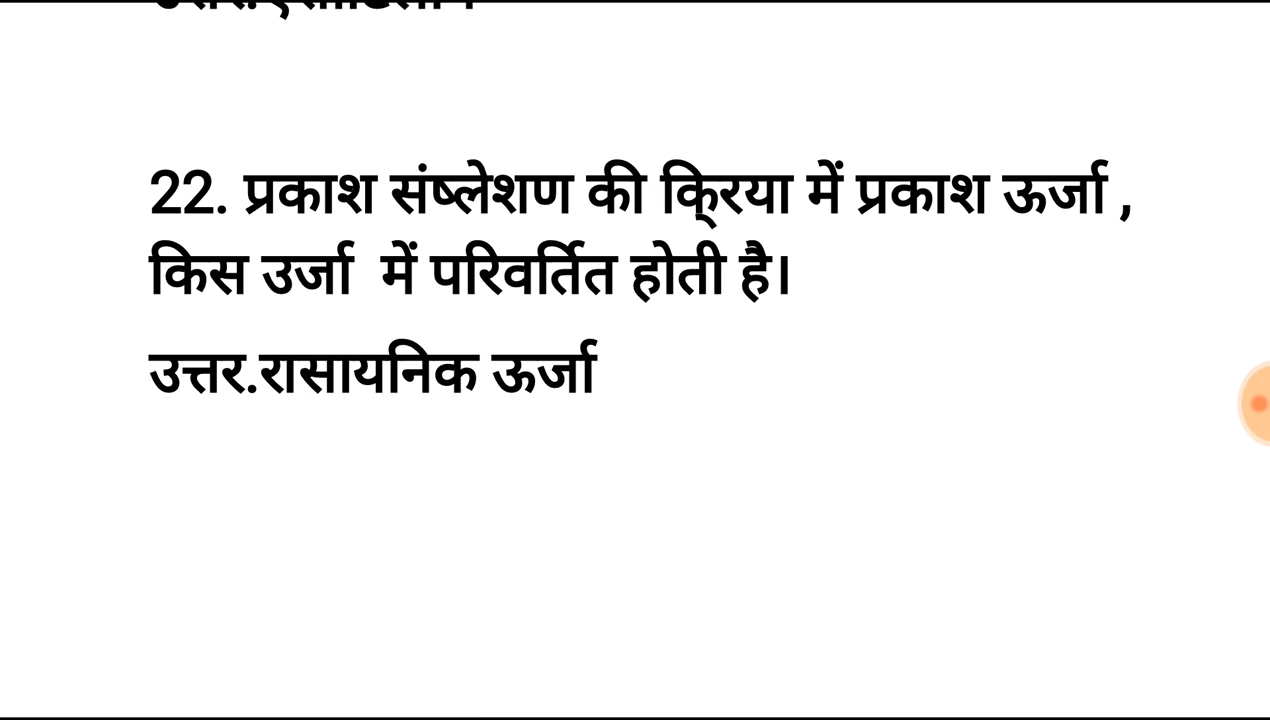 22. प्रकाश संष्लेशण की क्रिया में प्रकाश ऊर्जा ,
किस उर्जा में परिवर्तित होती है।
उत्तर.रासायनिक ऊर्जा